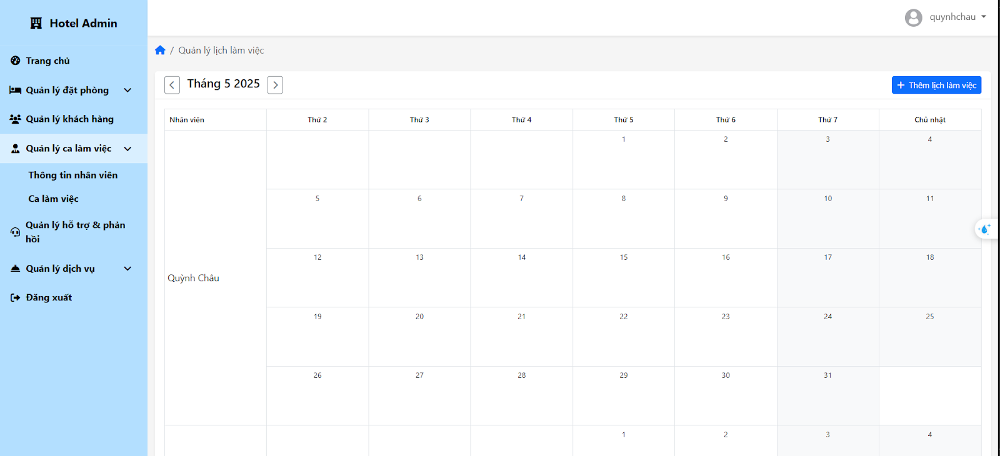 Hotel Admin
quynhchau
Trang chủ
Quản lý đặt phòng
Quản lý khách hàng
Quản lý ca làm việc
Thông tin nhân viên
Ca làm việc
Quản lý hỗ trợ & phản
hồi
Quản lý dịch vụ
Đăng xuất
/ Quản lý lịch làm việc
Tháng 5 2025
+ Thêm lịch làm việc
Nhân viên Thứ 2 Thứ 3 Thứ 4 Thứ 5 Thứ 6 Thứ 7 Chủ nhật
1 2 3 4
5 6 7 8 9 10 11
12 13 14 15 16 17 18
Quỳnh Châu
19 20 21 22 23 24 25
26 27 28 29 30 31
1 2 3 4